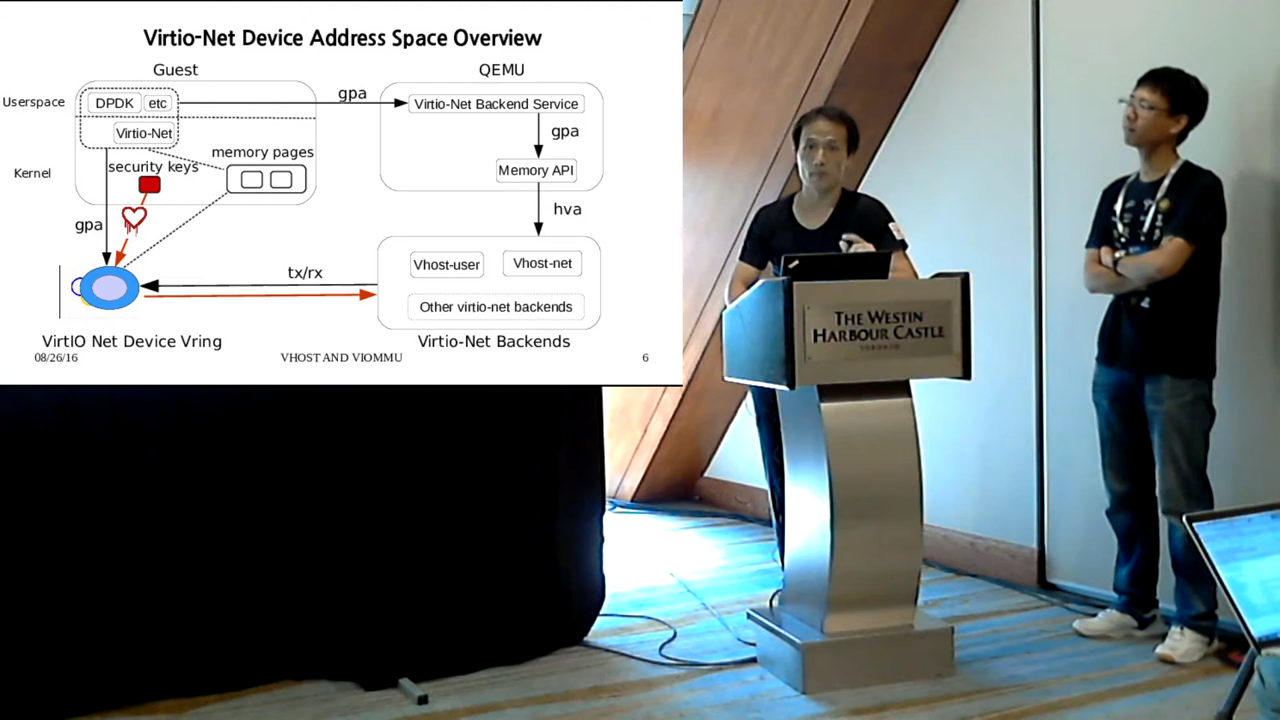 Virtio-Net Device Address Space Overview
Guest
QEMU
Userspace
DPDK
etc
gpa
Virtio-Net Backend Service
Virtio-Net
gpa
memory pages
security keys
Kernel
Memory API
gpa
hva
Vhost-user
Vhost-net
tx/rx
Other virtio-net backends
VirtIO Net Device Vring
Virtio-Net Backends
08/26/16
VHOST AND VIOMMU
6
THE WESTIN
HARBOUR CASTLE
TORONTO